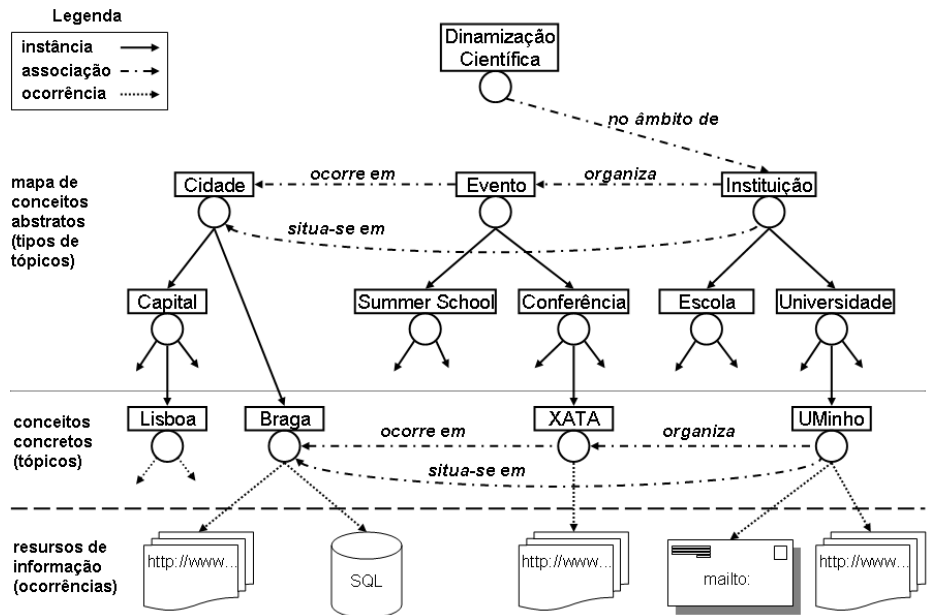 Legenda
instância
associação
ocorrência
Dinamização
Científica
no âmbito de
mapa de
conceitos
abstratos
(tipos de
tópicos)
Cidade
ocorre em
Evento
organiza
Instituição
situa-se em
Capital
Summer School
Conferência
Escola
Universidade
conceitos
concretos
(tópicos)
Lisboa
Braga
ocorre em
XATA
organiza
UMinho
situa-se em
resursos de
informação
(ocorrências)
http://www...
SQL
http://www...
mailto:
http://www...